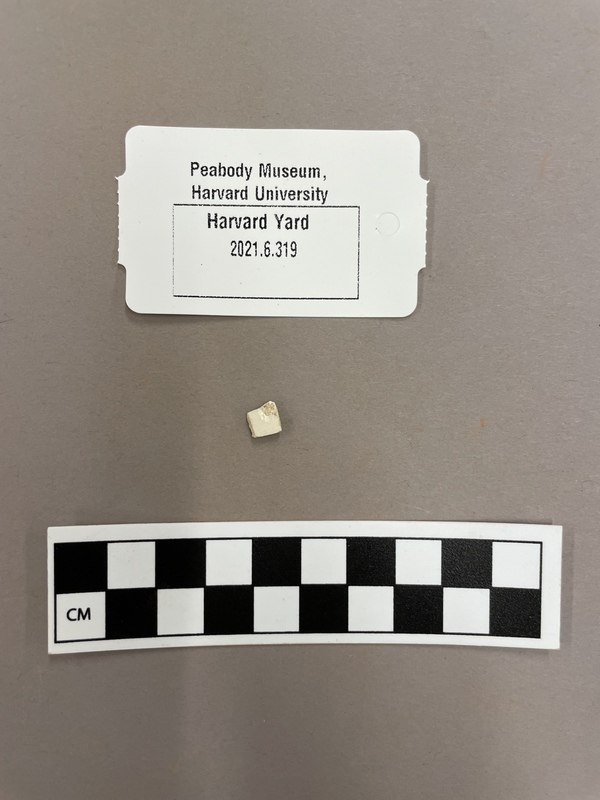 Peabody Museum,
Harvard University
Harvard Yard
2021.6.319
CM